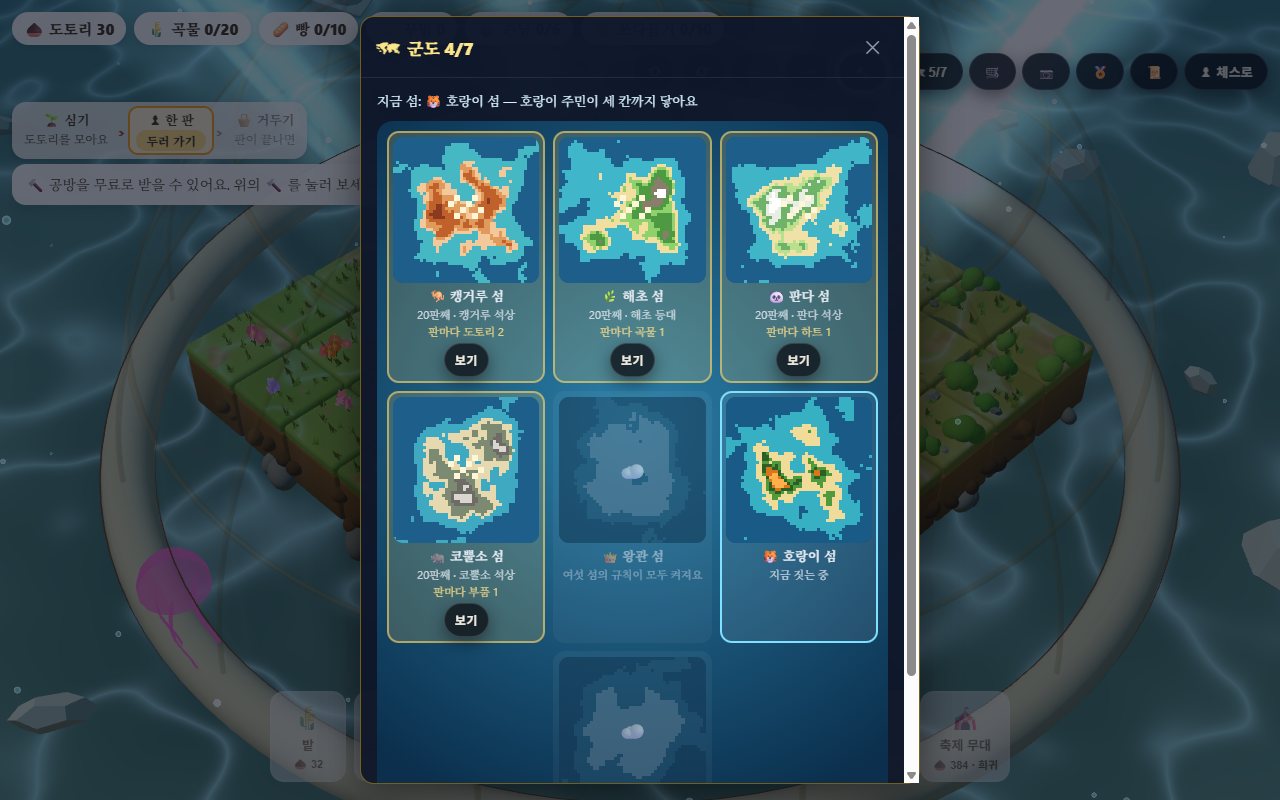 도토리 30
곡물 0/20
빵 0/10
5/7
체스로
심기
도토리를 모아요
한 판
두러 가기
거두기
판이 끝나면
공방을 무료로 받을 수 있어요. 위의 🔨 를 눌러 보세
군도 4/7
지금 섬: 🐯 호랑이 섬 — 호랑이 주민이 세 칸까지 닿아요
캥거루 섬
20만째 · 캥거루 석상
판마다 도토리 2
보기
해초 섬
20만째 · 해초 등대
판마다 곡물 1
보기
판다 섬
20만째 · 판다 석상
판마다 하트 1
보기
코뿔소 섬
20만째 · 코뿔소 석상
판마다 부품 1
보기
왕관 섬
여섯 섬의 규칙이 모두 켜져요
호랑이 섬
지금 짓는 중
밭
32
축제 무대
384 · 희귀